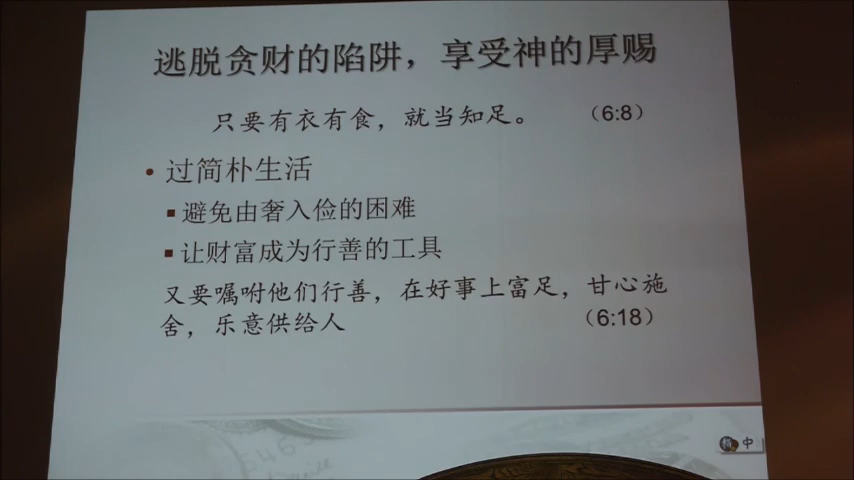 逃脱贪财的陷阱，享受神的厚赐
只要有衣有食，就当知足。 （6:8）
• 过简朴生活
▪ 避免由奢入俭的困难
▪ 让财富成为行善的工具
又要嘱咐他们行善，在好事上富足，甘心施
舍，乐意供给人 （6:18）
中